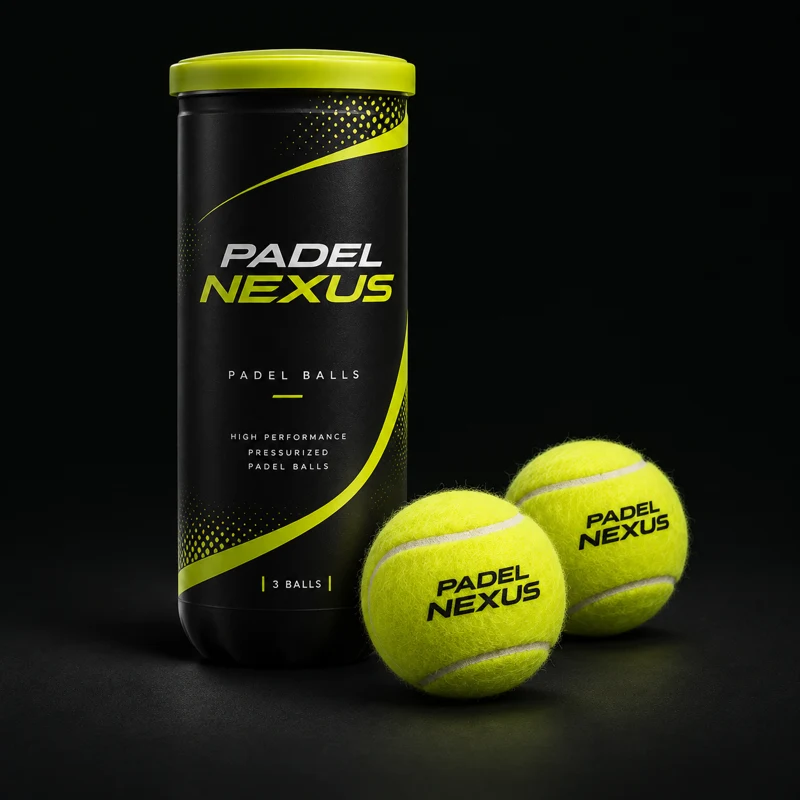 PADEL
NEXUS
PADEL BALLS
HIGH PERFORMANCE
PRESSURIZED
PADEL BALLS
3 BALLS
PADEL
NEXUS
PADEL
NEXUS